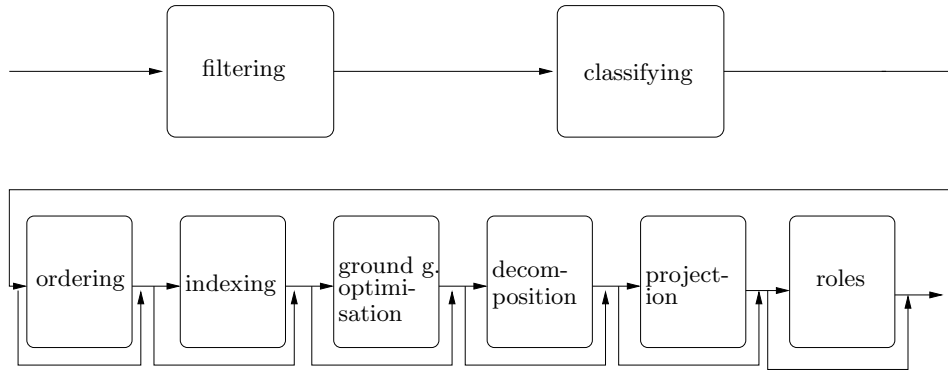 filtering
classifying
ordering
indexing
ground g.
optimi-
sation
decom-
position
project-
ion
roles